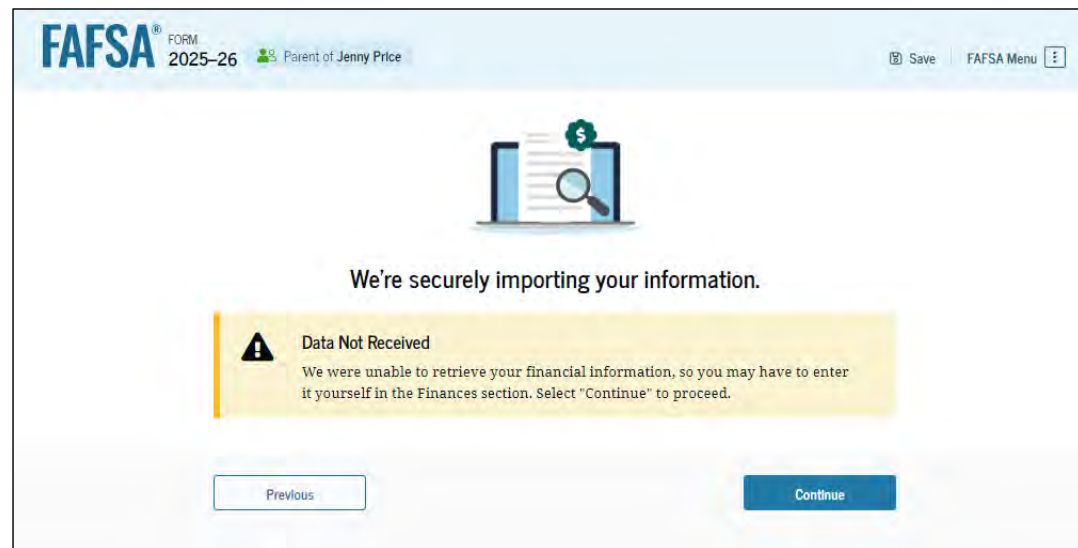 FAFSA® FORM
2025–26 Parent of Jenny Price
Save FAFSA Menu
$
We're securely importing your information.
Data Not Received
We were unable to retrieve your financial information, so you may have to enter
it yourself in the Finances section. Select "Continue" to proceed.
Previous Continue